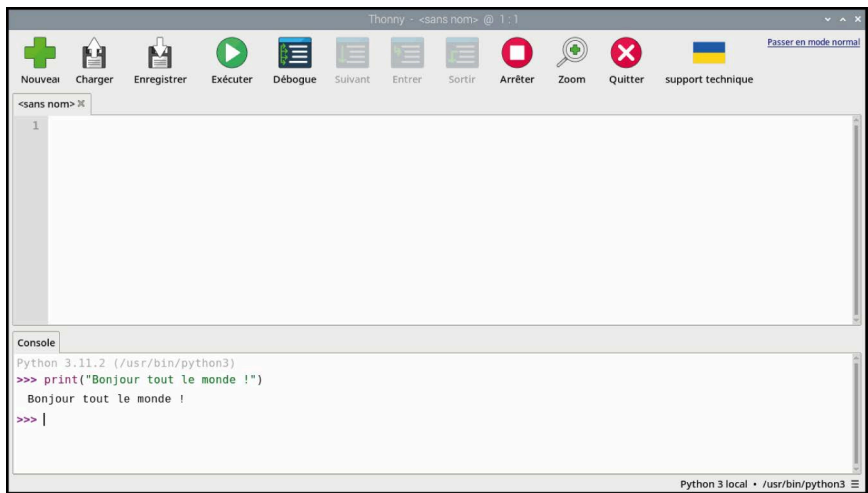 Thonny - <sans nom> @ 1 : 1
Nouveau Charger Enregistrer Exécuter Débogue Suivant Entrer Sortir Arrêter Zoom Quitter support technique
Passer en mode normal
<sans nom>
1
Console
Python 3.11.2 (/usr/bin/python3)
>>> print("Bonjour tout le monde !")
Bonjour tout le monde !
>>>
Python 3 local • /usr/bin/python3 ☰